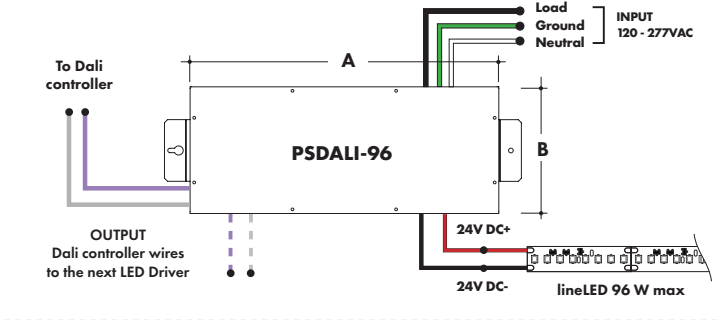 Load
Ground
Neutral
INPUT
120 - 277VAC
To Dali
controller
A
B
PSDALI-96
OUTPUT
Dali controller wires
to the next LED Driver
24V DC+
24V DC-
lineLED 96 W max